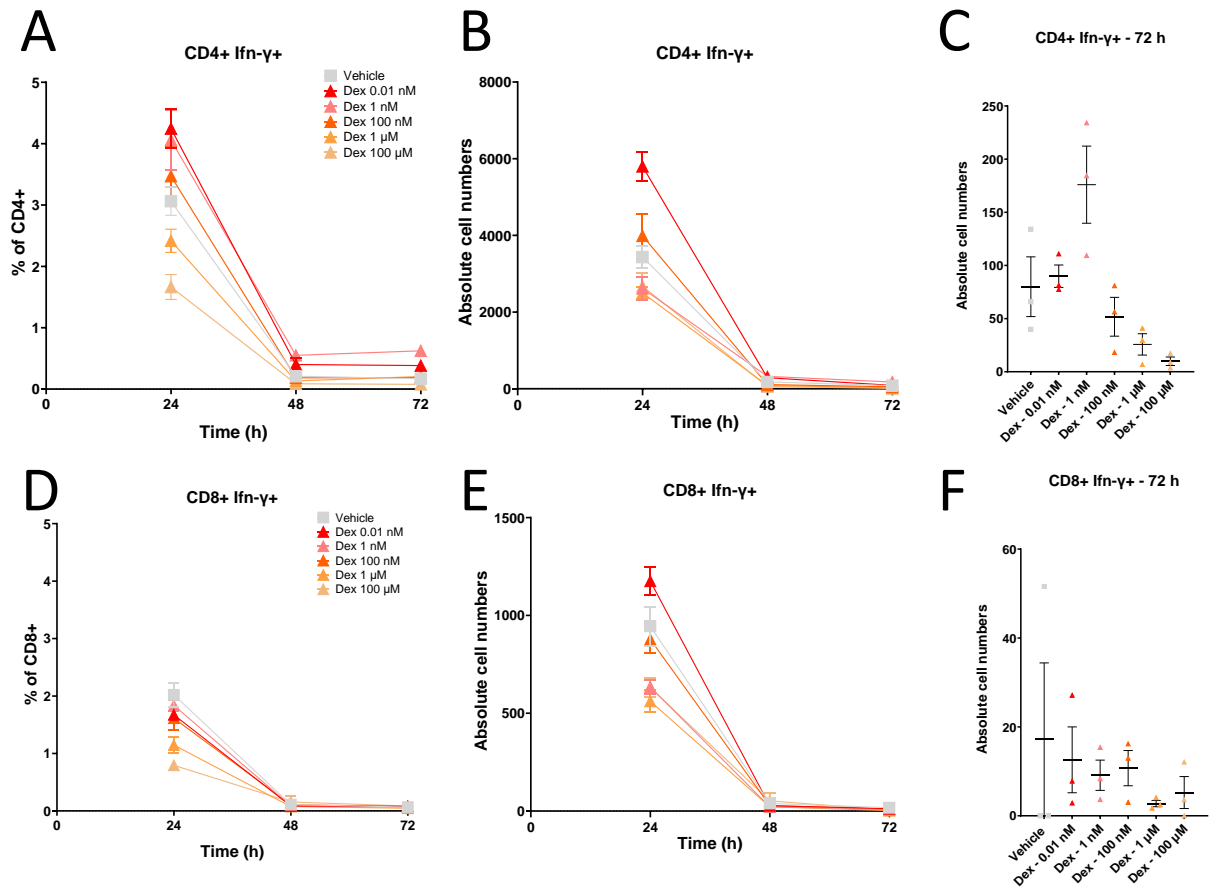 A
CD4+ Ifn-γ+
Vehicle
Dex 0.01 nM
Dex 1 nM
Dex 100 nM
Dex 1 µM
Dex 100 µM
5
4
3
2
1
0
% of CD4+
0
24
48
72
Time (h)
B
CD4+ Ifn-γ+
8000
6000
4000
2000
0
Absolute cell numbers
0
24
48
72
Time (h)
C
CD4+ Ifn-γ+ - 72 h
250
200
150
100
50
0
Absolute cell numbers
Vehicle
Dex - 0.01 nM
Dex - 1 nM
Dex - 100 nM
Dex - 1 µM
Dex - 100 µM
D
CD8+ Ifn-γ+
Vehicle
Dex 0.01 nM
Dex 1 nM
Dex 100 nM
Dex 1 µM
Dex 100 µM
5
4
3
2
1
0
% of CD8+
0
24
48
72
Time (h)
E
CD8+ Ifn-γ+
1500
1000
500
0
Absolute cell numbers
0
24
48
72
Time (h)
F
CD8+ Ifn-γ+ - 72 h
60
40
20
0
Absolute cell numbers
Vehicle
Dex - 0.01 nM
Dex - 1 nM
Dex - 100 nM
Dex - 1 µM
Dex - 100 µM